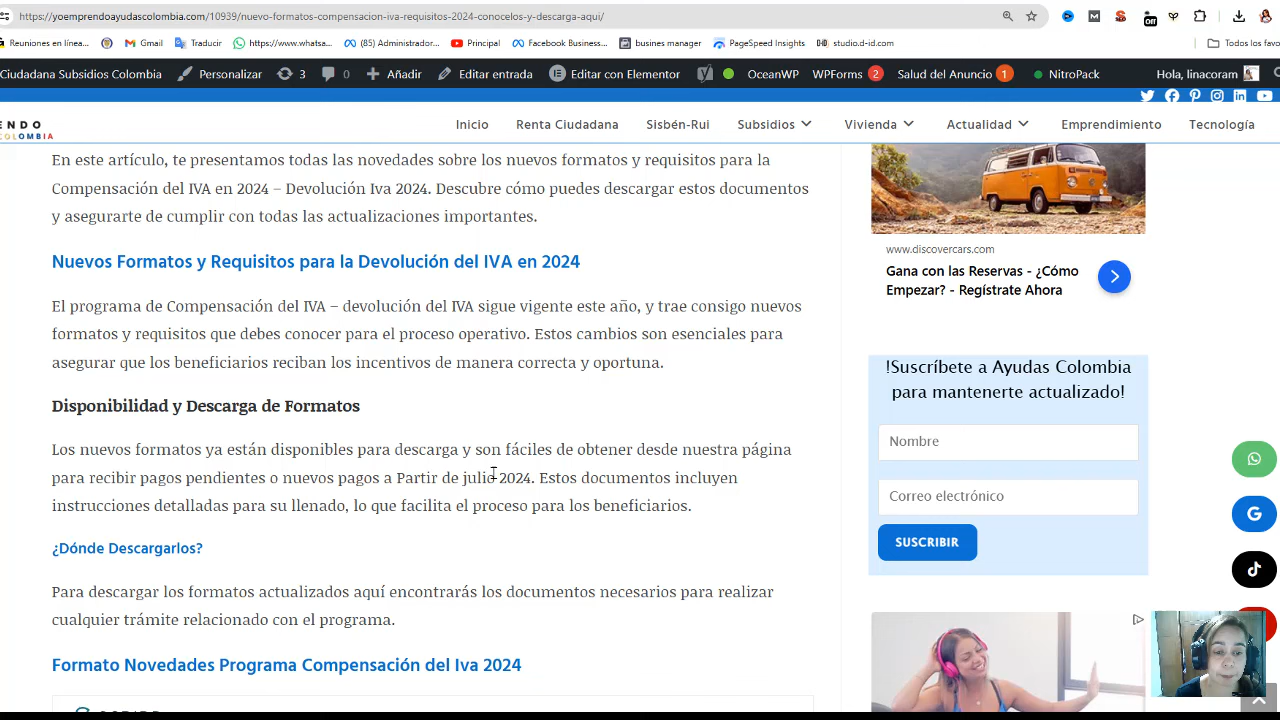 https://yoemprendoayudascolombia.com/10939/nuevo-formatos-compensacion-iva-requisitos-2024-conocelos-y-descarga-aqui/
Reuniones en línea... Gmail Traducir https://www.whatsa... (85) Administrador... Principal Facebook Business... busines manager PageSpeed Insights studio.d-id.com Todos los favo
Ciudadana Subsidios Colombia Personalizar 3 0 Añadir Editar entrada Editar con Elementor OceanWP WPForms 2 Salud del Anuncio 1 NitroPack Hola, linacoram
ENDO
COLOMBIA
Inicio Renta Ciudadana Sisbén-Rui Subsidios Vivienda Actualidad Emprendimiento Tecnología
En este artículo, te presentamos todas las novedades sobre los nuevos formatos y requisitos para la
Compensación del IVA en 2024 – Devolución Iva 2024. Descubre cómo puedes descargar estos documentos
y asegurarte de cumplir con todas las actualizaciones importantes.
Nuevos Formatos y Requisitos para la Devolución del IVA en 2024
El programa de Compensación del IVA – devolución del IVA sigue vigente este año, y trae consigo nuevos
formatos y requisitos que debes conocer para el proceso operativo. Estos cambios son esenciales para
asegurar que los beneficiarios reciban los incentivos de manera correcta y oportuna.
Disponibilidad y Descarga de Formatos
Los nuevos formatos ya están disponibles para descarga y son fáciles de obtener desde nuestra página
para recibir pagos pendientes o nuevos pagos a Partir de julio 2024. Estos documentos incluyen
instrucciones detalladas para su llenado, lo que facilita el proceso para los beneficiarios.
¿Dónde Descargarlos?
Para descargar los formatos actualizados aquí encontrarás los documentos necesarios para realizar
cualquier trámite relacionado con el programa.
Formato Novedades Programa Compensación del Iva 2024
www.discovercars.com
Gana con las Reservas - ¿Cómo
Empezar? - Regístrate Ahora
!Suscríbete a Ayudas Colombia
para mantenerte actualizado!
Nombre
Correo electrónico
SUSCRIBIR